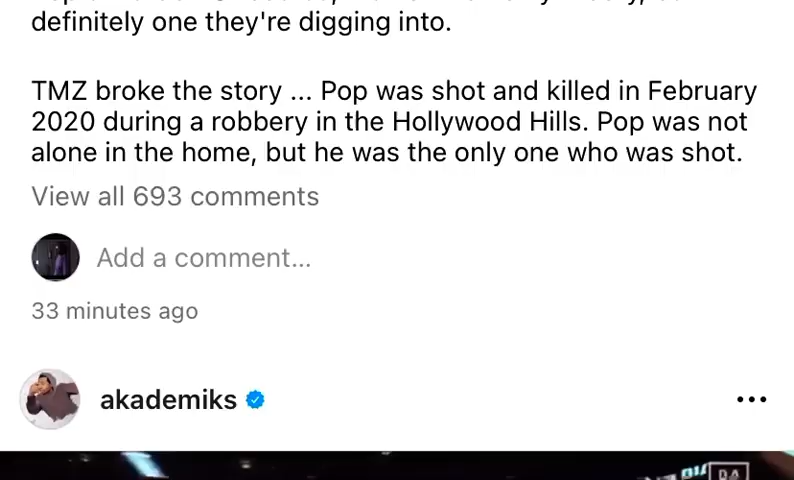 definitely one they're digging into.
TMZ broke the story ... Pop was shot and killed in February
2020 during a robbery in the Hollywood Hills. Pop was not
alone in the home, but he was the only one who was shot.
View all 693 comments
Add a comment...
33 minutes ago
akademiks